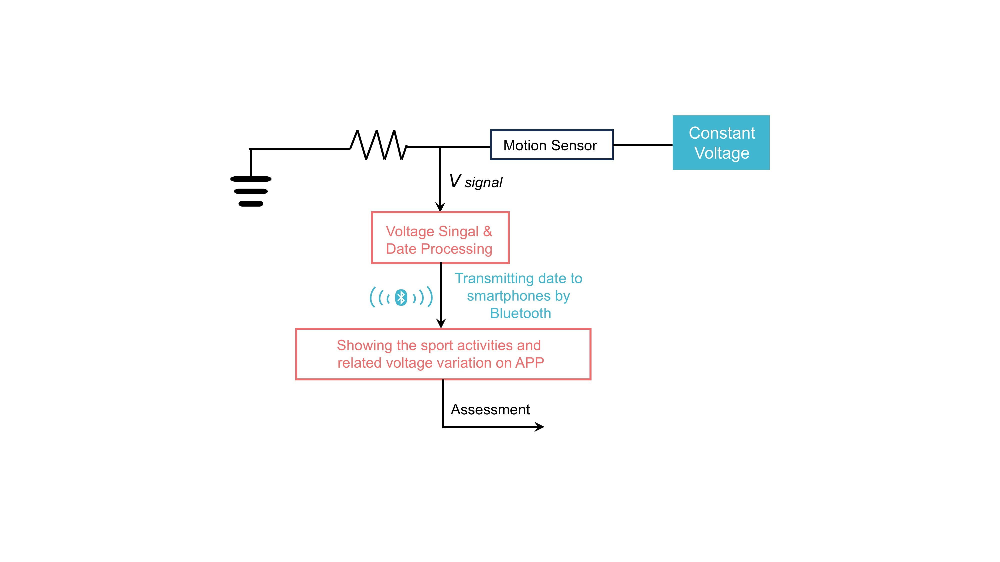 Constant
Voltage
Motion Sensor
V signal
Voltage Singal &
Date Processing
Transmitting date to
smartphones by
Bluetooth
Showing the sport activities and
related voltage variation on APP
Assessment